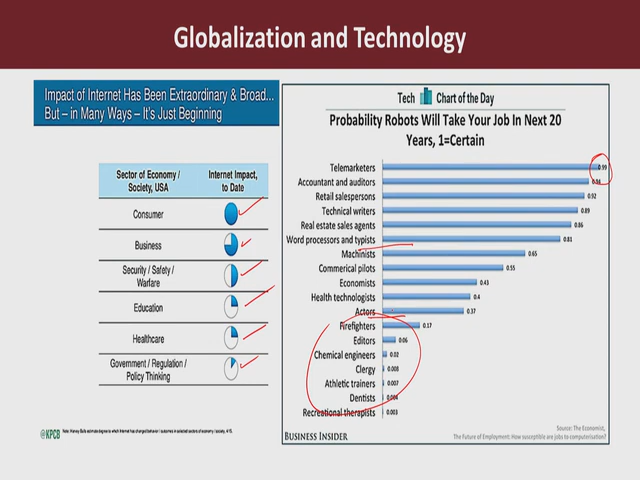 Globalization and Technology
Impact of Internet Has Been Extraordinary & Broad...
But – in Many Ways – It's Just Beginning
Sector of Economy /
Society, USA
Internet Impact,
to Date
Consumer
Business
Security / Safety /
Warfare
Education
Healthcare
Government / Regulation /
Policy Thinking
@KPCB
Tech Chart of the Day
Probability Robots Will Take Your Job In Next 20
Years, 1=Certain
Telemarketers 0.99
Accountant and auditors 0.94
Retail salespersons 0.92
Technical writers 0.89
Real estate sales agents 0.86
Word processors and typists 0.81
Machinists 0.65
Commerical pilots 0.55
Economists 0.43
Health technologists 0.4
Actors 0.37
Firefighters 0.17
Editors 0.06
Chemical engineers 0.02
Clergy 0.008
Athletic trainers 0.007
Dentists 0.004
Recreational therapists 0.003
BUSINESS INSIDER
Source: The Economist,
The Future of Employment: How susceptible are jobs to computerisation?